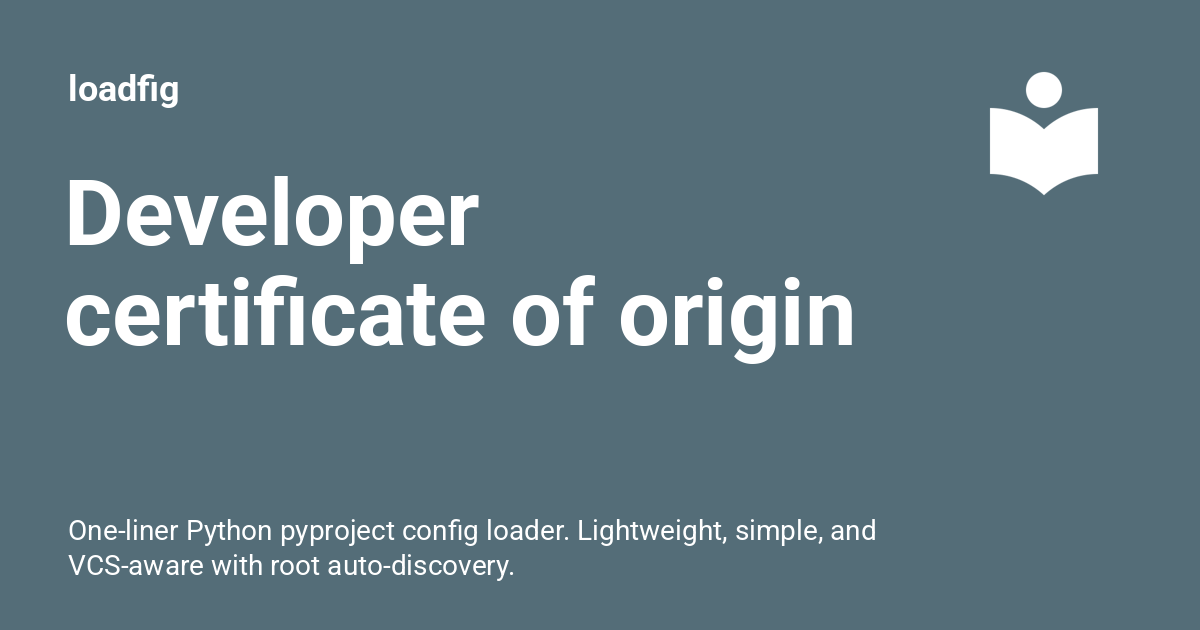 loadfig
Developer
certificate of origin
One-liner Python pyproject config loader. Lightweight, simple, and
VCS-aware with root auto-discovery.